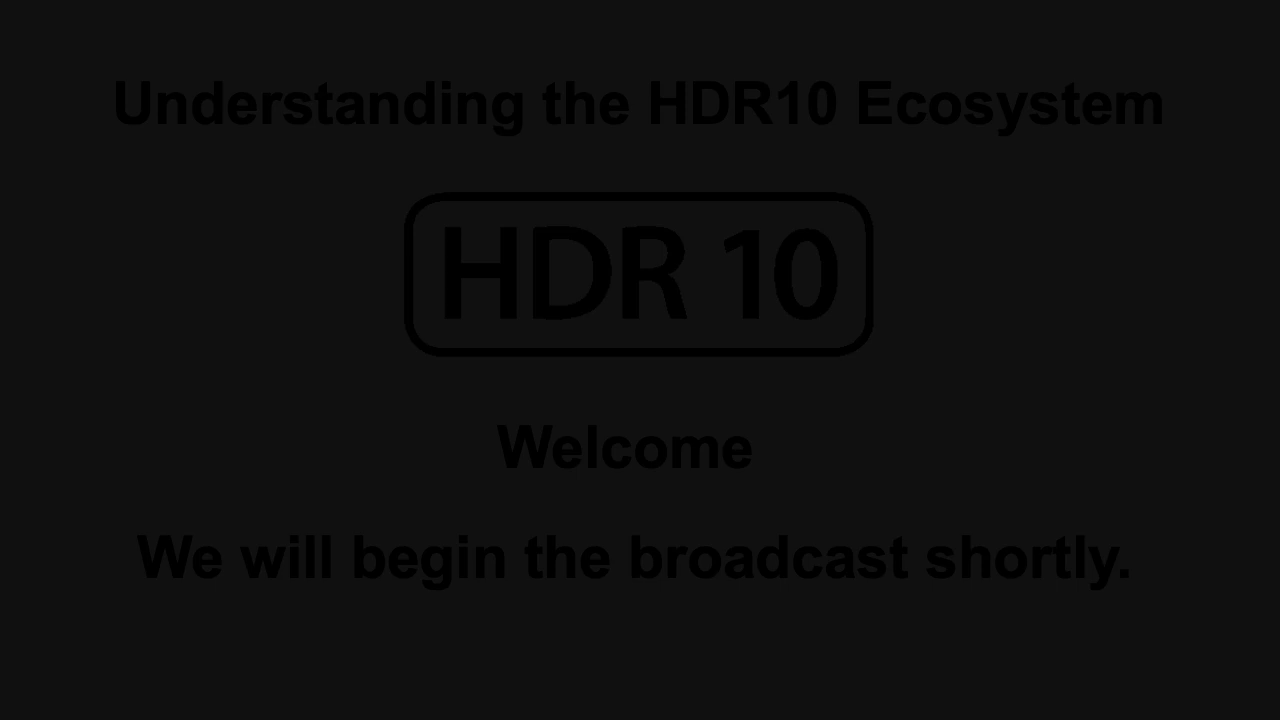 Understanding the HDR10 Ecosystem
HDR 10
Welcome
We will begin the broadcast shortly.